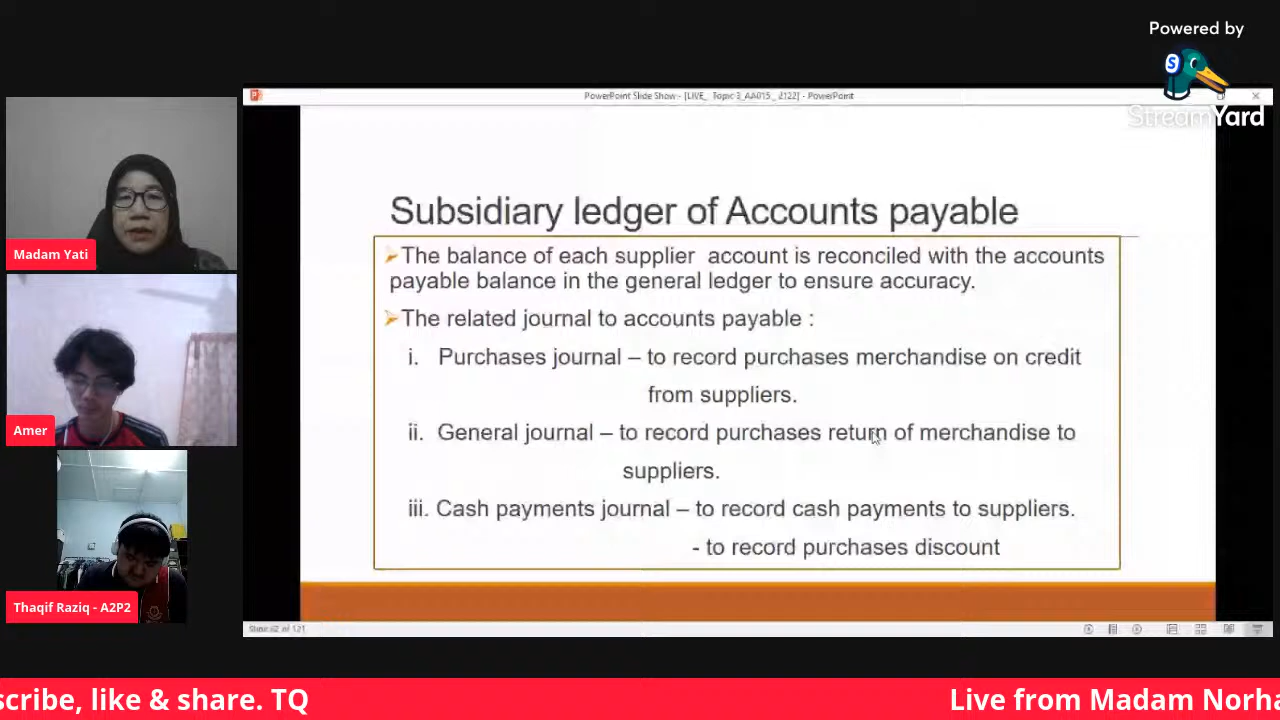 Powered by
StreamYard
PowerPoint Slide Show - [LIVE_ Topic 3_AA015_ 2122] - PowerPoint
Subsidiary ledger of Accounts payable
The balance of each supplier account is reconciled with the accounts
payable balance in the general ledger to ensure accuracy.
The related journal to accounts payable :
i. Purchases journal – to record purchases merchandise on credit
from suppliers.
ii. General journal – to record purchases return of merchandise to
suppliers.
iii. Cash payments journal – to record cash payments to suppliers.
- to record purchases discount
Slide 62 of 121
Madam Yati
Amer
Thaqif Raziq - A2P2
scribe, like & share. TQ
Live from Madam Norha